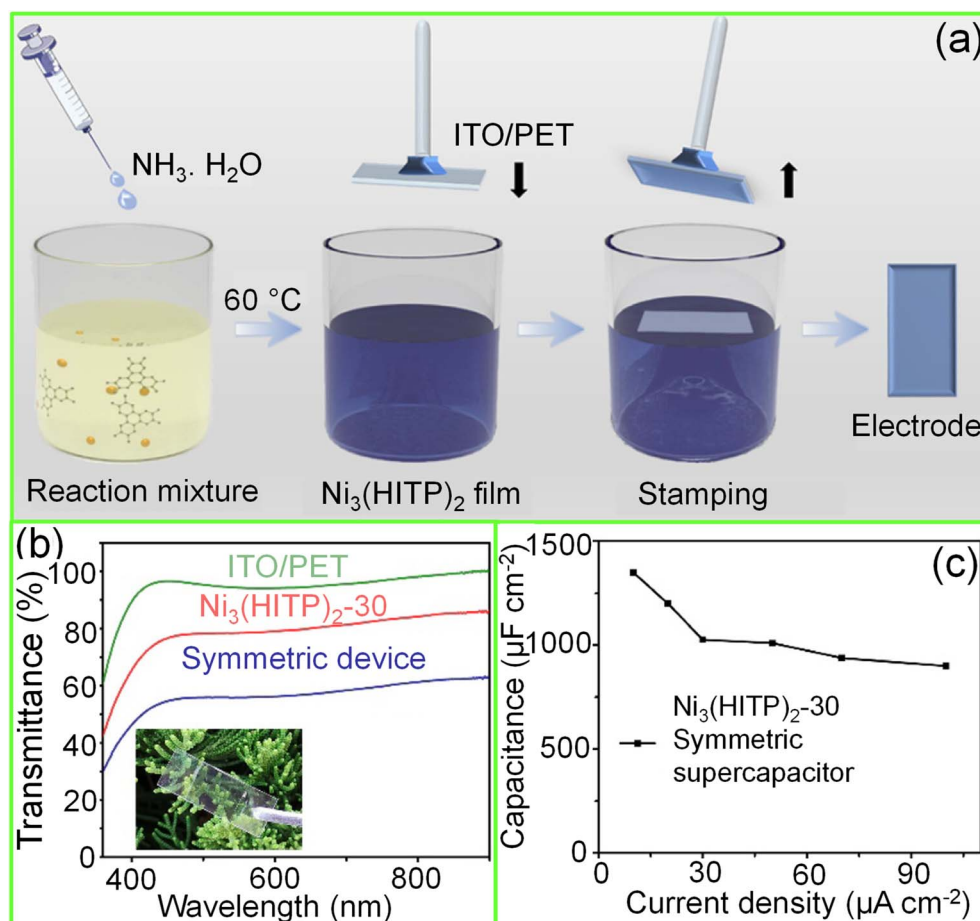 (a)
NH₃. H₂O
ITO/PET
60 °C
Reaction mixture
Ni₃(HITP)₂ film
Stamping
Electrode
(b)
Transmittance (%)
100
80
60
40
20
0
ITO/PET
Ni₃(HITP)₂-30
Symmetric device
400
600
800
Wavelength (nm)
(c)
Capacitance (µF cm⁻²)
1500
1000
500
0
Ni₃(HITP)₂-30
Symmetric
supercapacitor
0
30
60
90
Current density (µA cm⁻²)